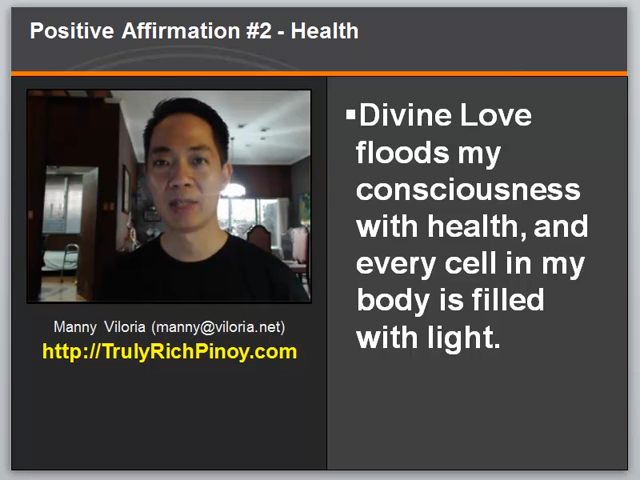 Positive Affirmation #2 - Health
▪Divine Love
floods my
consciousness
with health, and
every cell in my
body is filled
with light.
Manny Viloria (manny@viloria.net)
http://TrulyRichPinoy.com